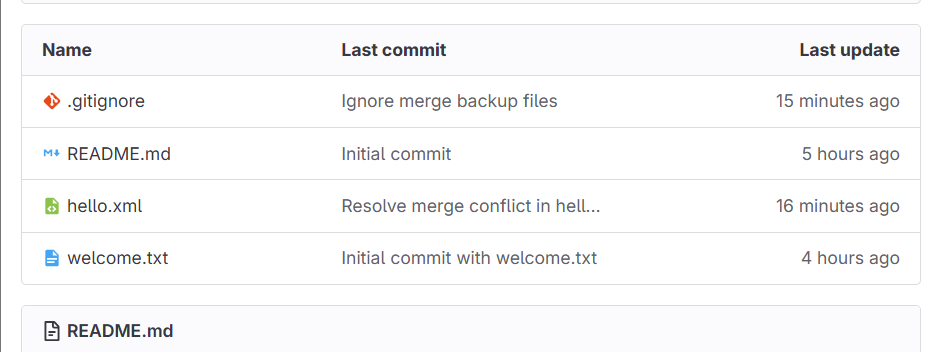 Name Last commit Last update
.gitignore Ignore merge backup files 15 minutes ago
README.md Initial commit 5 hours ago
hello.xml Resolve merge conflict in hell... 16 minutes ago
welcome.txt Initial commit with welcome.txt 4 hours ago
README.md